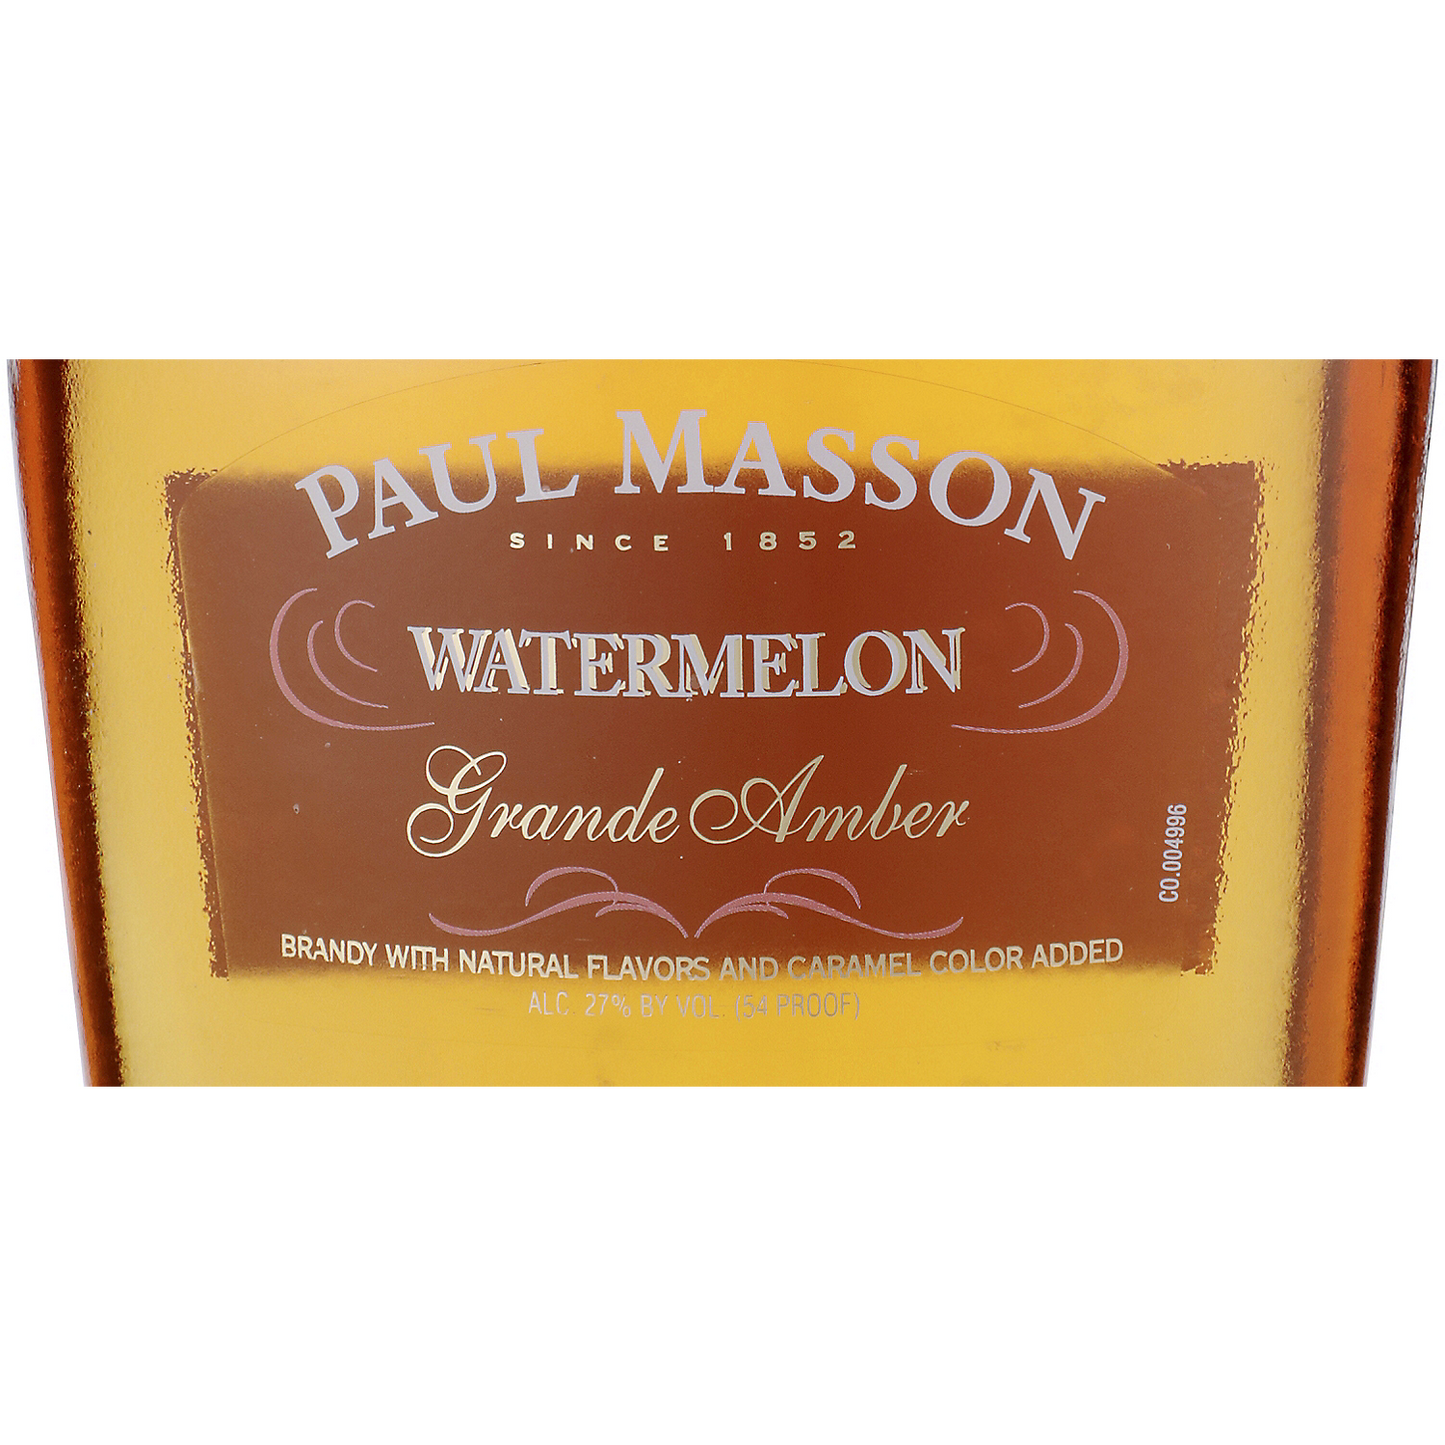 PAUL MASSON
SINCE 1852
WATERMELON
Grande Amber
CO.004996
BRANDY WITH NATURAL FLAVORS AND CARAMEL COLOR ADDED
ALC. 27% BY VOL. (54 PROOF)